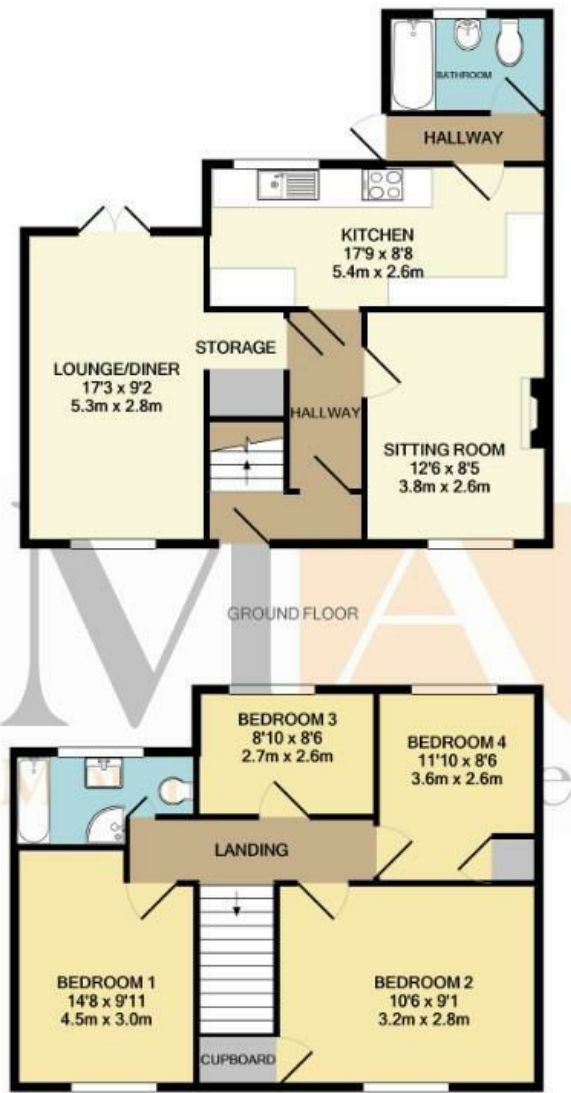 BATHROOM
HALLWAY
KITCHEN
17'9 x 8'8
5.4m x 2.6m
STORAGE
LOUNGE/DINER
17'3 x 9'2
5.3m x 2.8m
HALLWAY
SITTING ROOM
12'6 x 8'5
3.8m x 2.6m
MA
GROUND FLOOR
BEDROOM 3
8'10 x 8'6
2.7m x 2.6m
BEDROOM 4
11'10 x 8'6
3.6m x 2.6m
LANDING
BEDROOM 1
14'8 x 9'11
4.5m x 3.0m
BEDROOM 2
10'6 x 9'1
3.2m x 2.8m
CUPBOARD